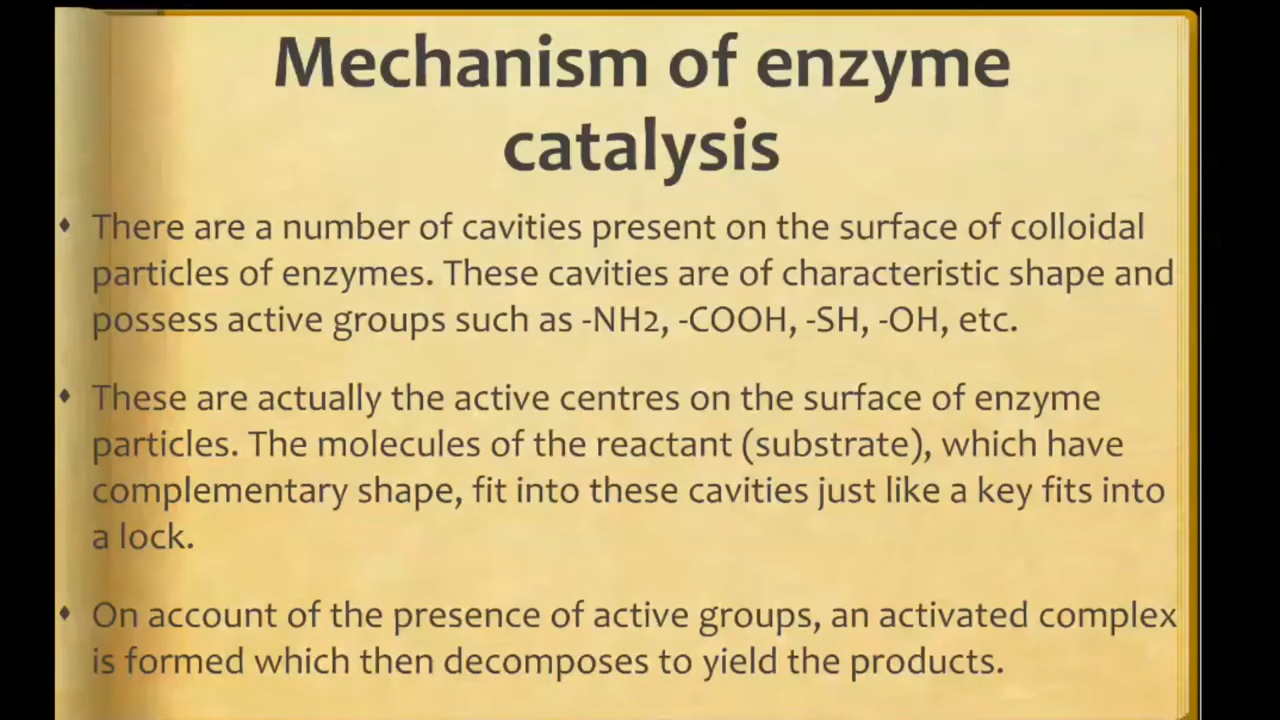 Mechanism of enzyme
catalysis
• There are a number of cavities present on the surface of colloidal
particles of enzymes. These cavities are of characteristic shape and
possess active groups such as -NH2, -COOH, -SH, -OH, etc.
• These are actually the active centres on the surface of enzyme
particles. The molecules of the reactant (substrate), which have
complementary shape, fit into these cavities just like a key fits into
a lock.
• On account of the presence of active groups, an activated complex
is formed which then decomposes to yield the products.